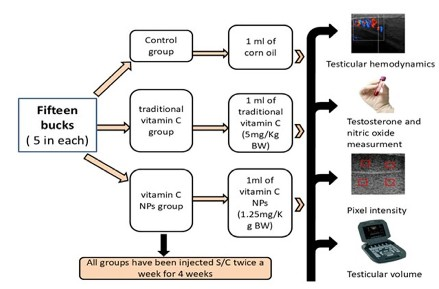 Control
group
1 ml of
corn oil
Testicular hemodynamics
Fifteen
bucks
( 5 in each)
traditional
vitamin C
group
1 ml of
traditional
vitamin C
(5mg/Kg
BW)
Testosterone and
nitric oxide
measurment
vitamin C
NPs group
1ml of
vitamin C
NPs
(1.25mg/K
g BW)
Pixel intensity
All groups have been injected S/C twice a
week for 4 weeks
Testicular volume